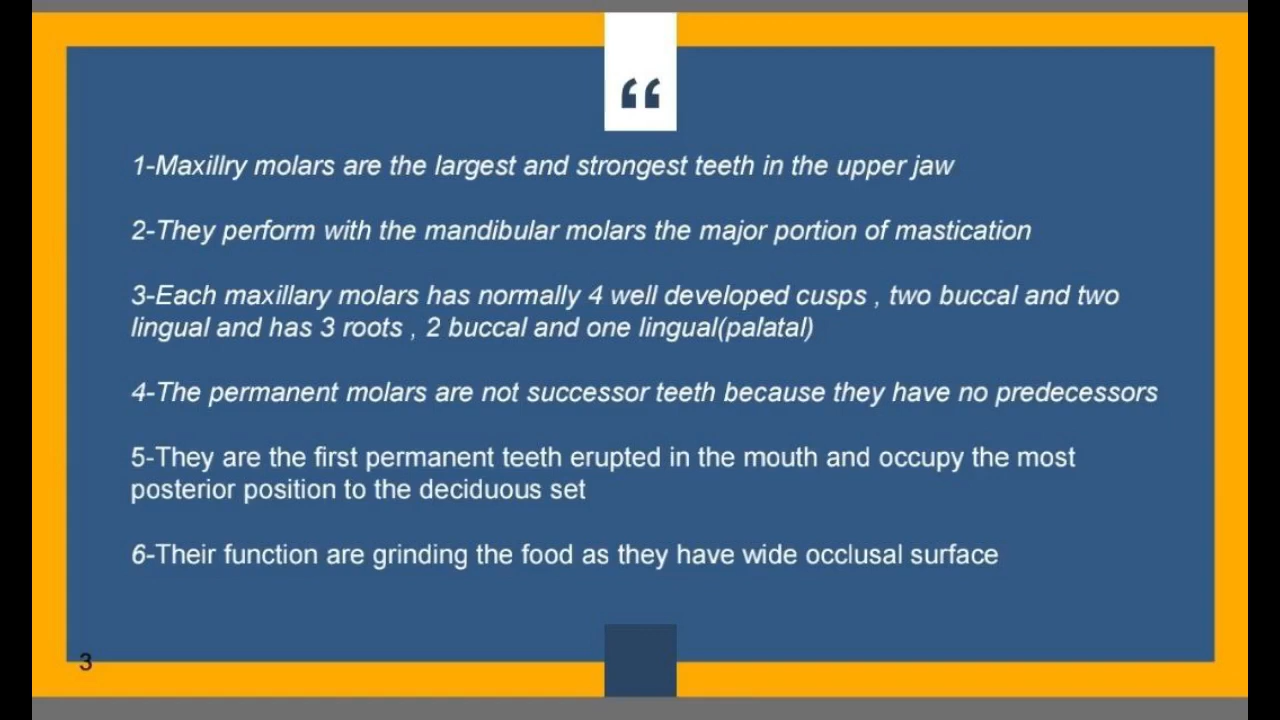 “
1-Maxillry molars are the largest and strongest teeth in the upper jaw
2-They perform with the mandibular molars the major portion of mastication
3-Each maxillary molars has normally 4 well developed cusps , two buccal and two
lingual and has 3 roots , 2 buccal and one lingual(palatal)
4-The permanent molars are not successor teeth because they have no predecessors
5-They are the first permanent teeth erupted in the mouth and occupy the most
posterior position to the deciduous set
6-Their function are grinding the food as they have wide occlusal surface
3